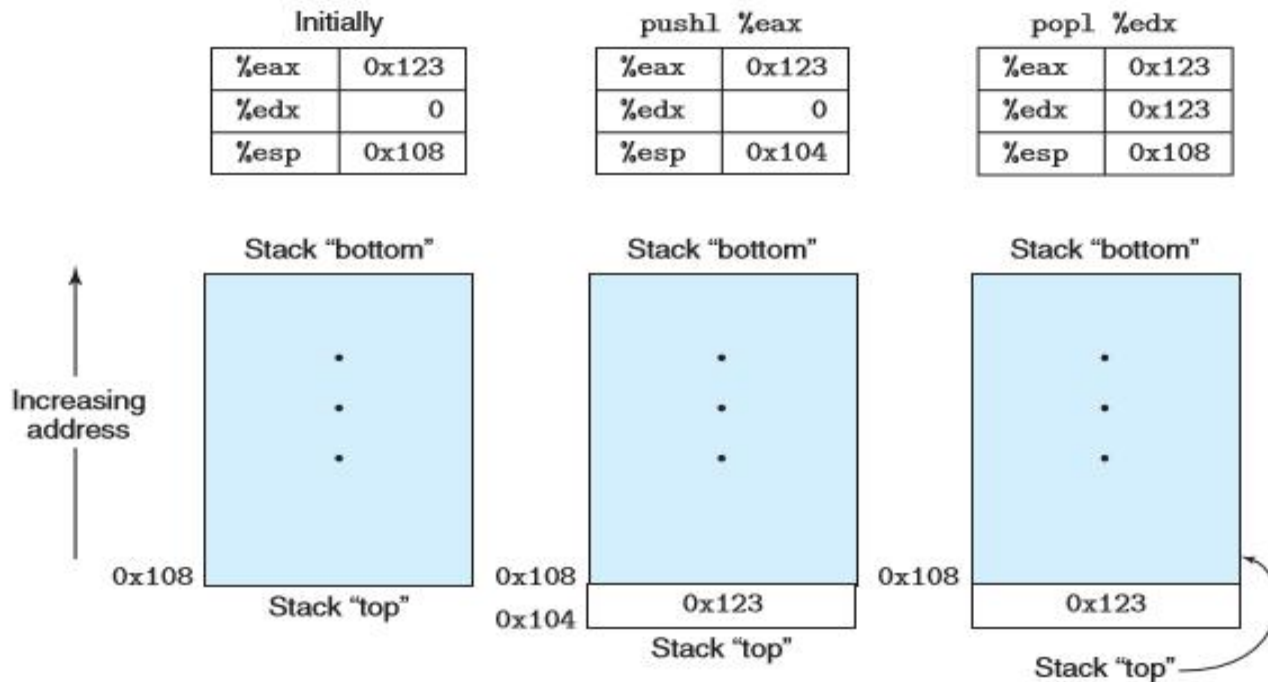 Initially
%eax 0x123
%edx 0
%esp 0x108
pushl %eax
%eax 0x123
%edx 0
%esp 0x104
popl %edx
%eax 0x123
%edx 0x123
%esp 0x108
Increasing
address
Stack “bottom”
0x108
Stack “top”
Stack “bottom”
0x108
0x104
0x123
Stack “top”
Stack “bottom”
0x108
0x123
Stack “top”